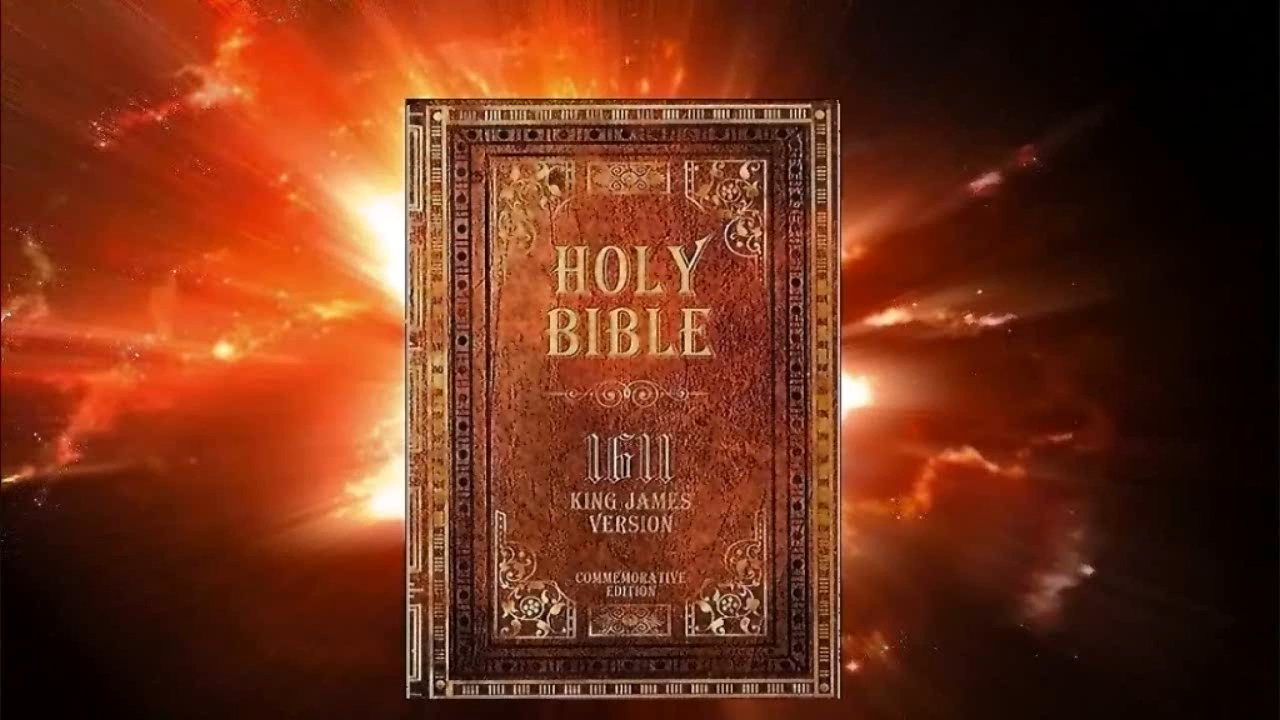 HOLY
BIBLE
1611
KING JAMES
VERSION
COMMEMORATIVE
EDITION